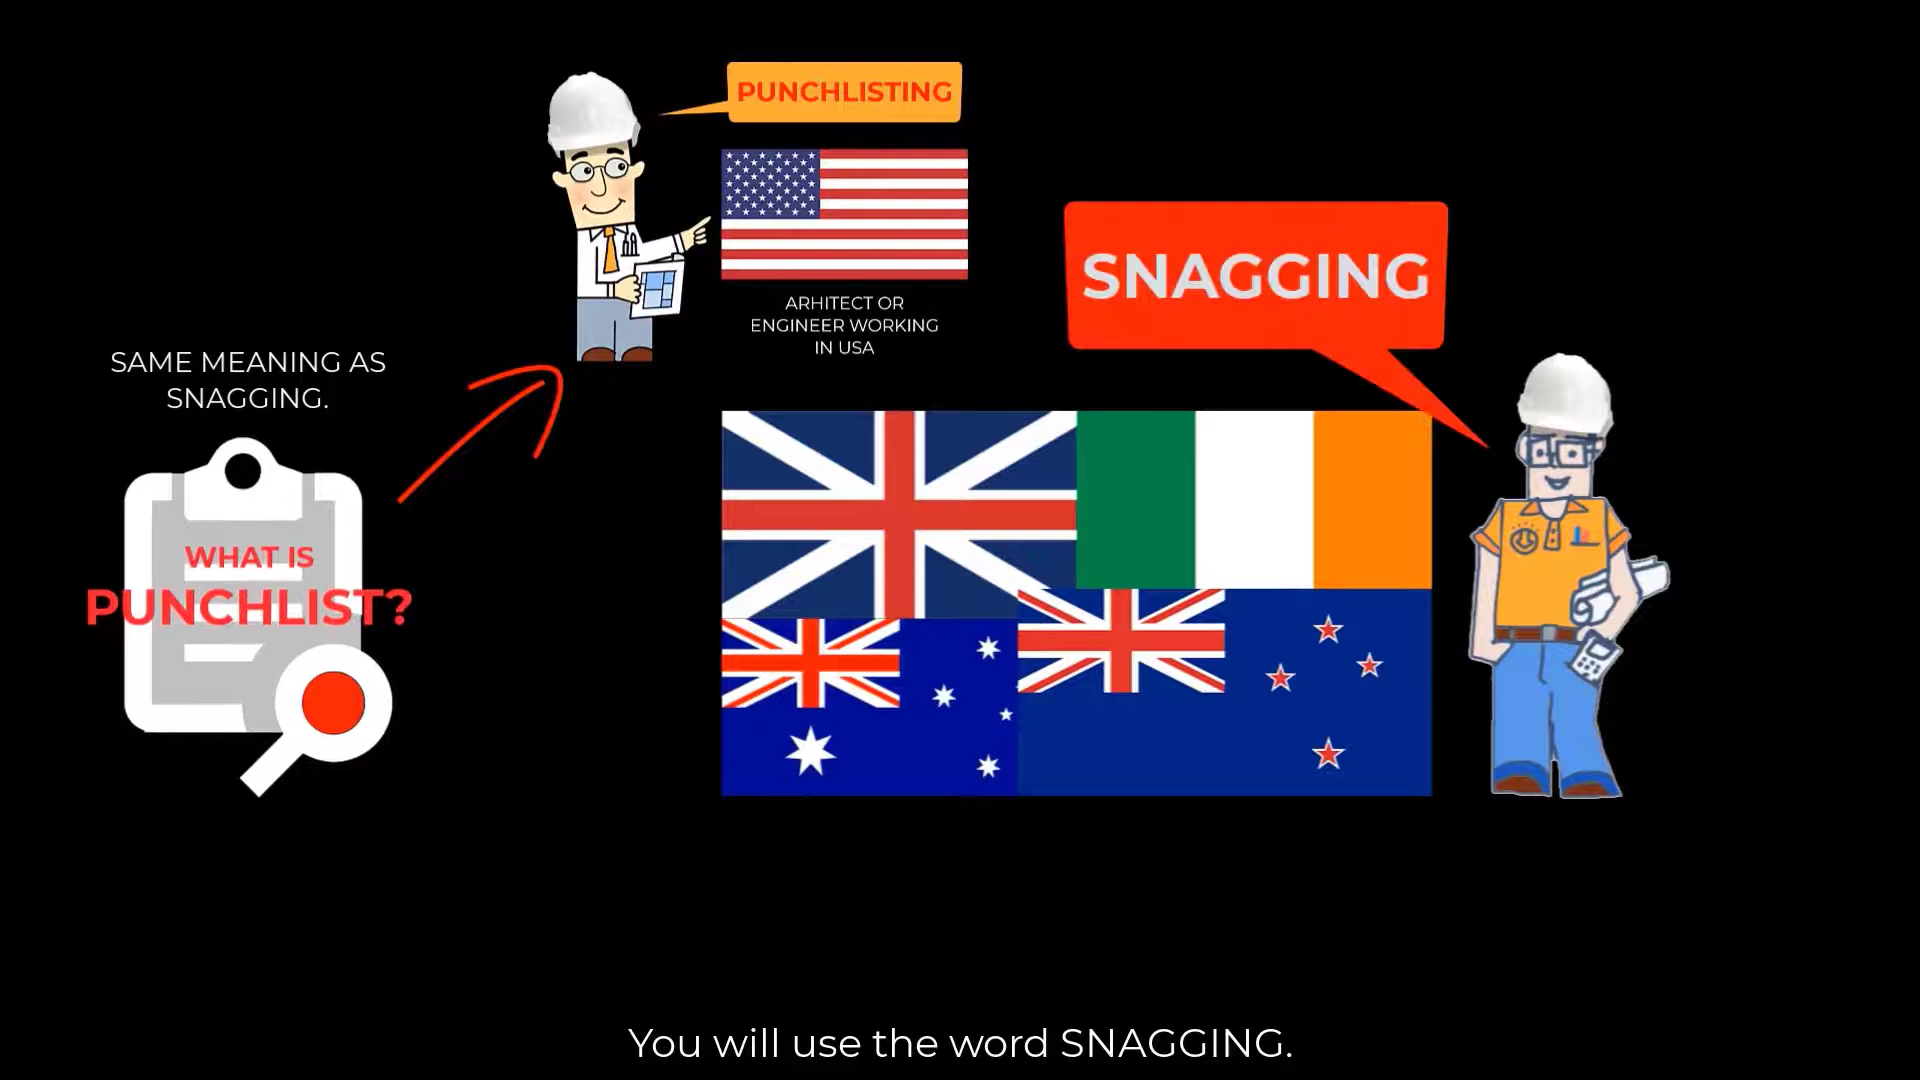 PUNCHLISTING
ARHITECT OR
ENGINEER WORKING
IN USA
SNAGGING
SAME MEANING AS
SNAGGING.
WHAT IS
PUNCHLIST?
You will use the word SNAGGING.